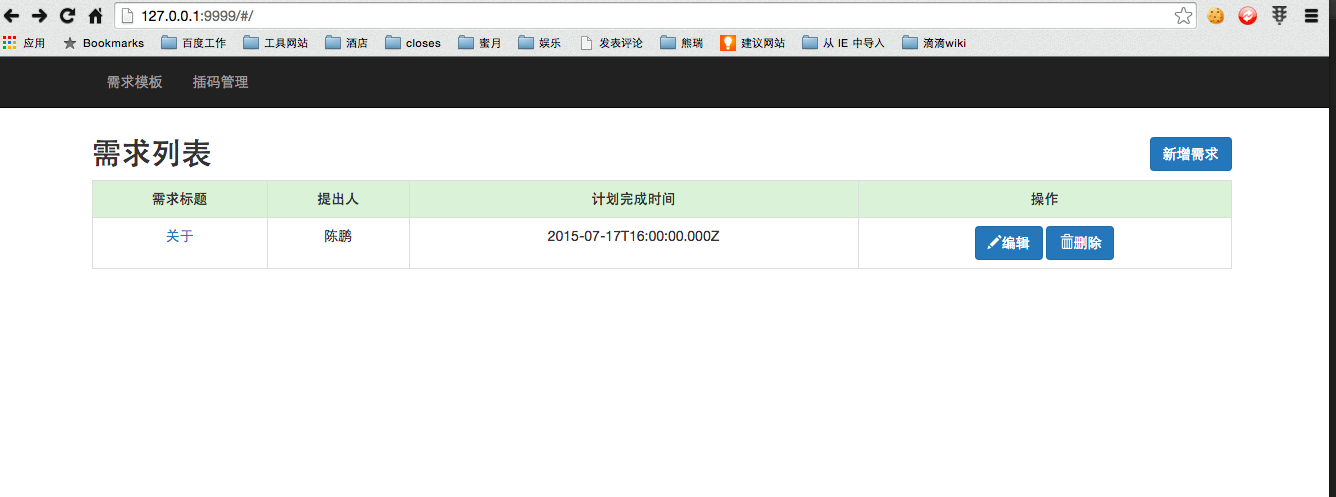 127.0.0.1:9999/#/
应用 Bookmarks 百度工作 工具网站 酒店 closes 蜜月 娱乐 发表评论 熊瑞 建议网站 从 IE 中导入 滴滴wiki
需求模板 插码管理
需求列表 新增需求
需求标题 提出人 计划完成时间 操作
关于 陈鹏 2015-07-17T16:00:00.000Z 编辑 删除